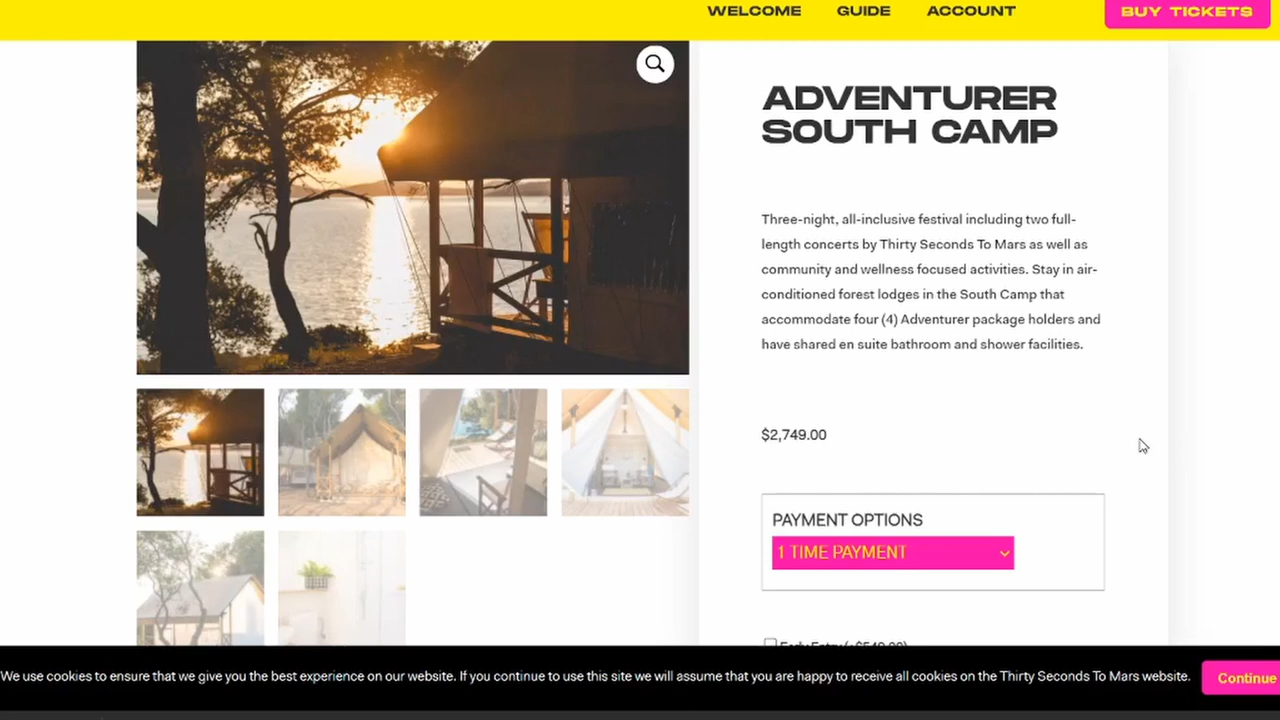 WELCOME GUIDE ACCOUNT BUY TICKETS
ADVENTURER
SOUTH CAMP
Three-night, all-inclusive festival including two full-
length concerts by Thirty Seconds To Mars as well as
community and wellness focused activities. Stay in air-
conditioned forest lodges in the South Camp that
accommodate four (4) Adventurer package holders and
have shared en suite bathroom and shower facilities.
$2,749.00
PAYMENT OPTIONS
1 TIME PAYMENT
Early Entry (+$549.00)
We use cookies to ensure that we give you the best experience on our website. If you continue to use this site we will assume that you are happy to receive all cookies on the Thirty Seconds To Mars website. Continue